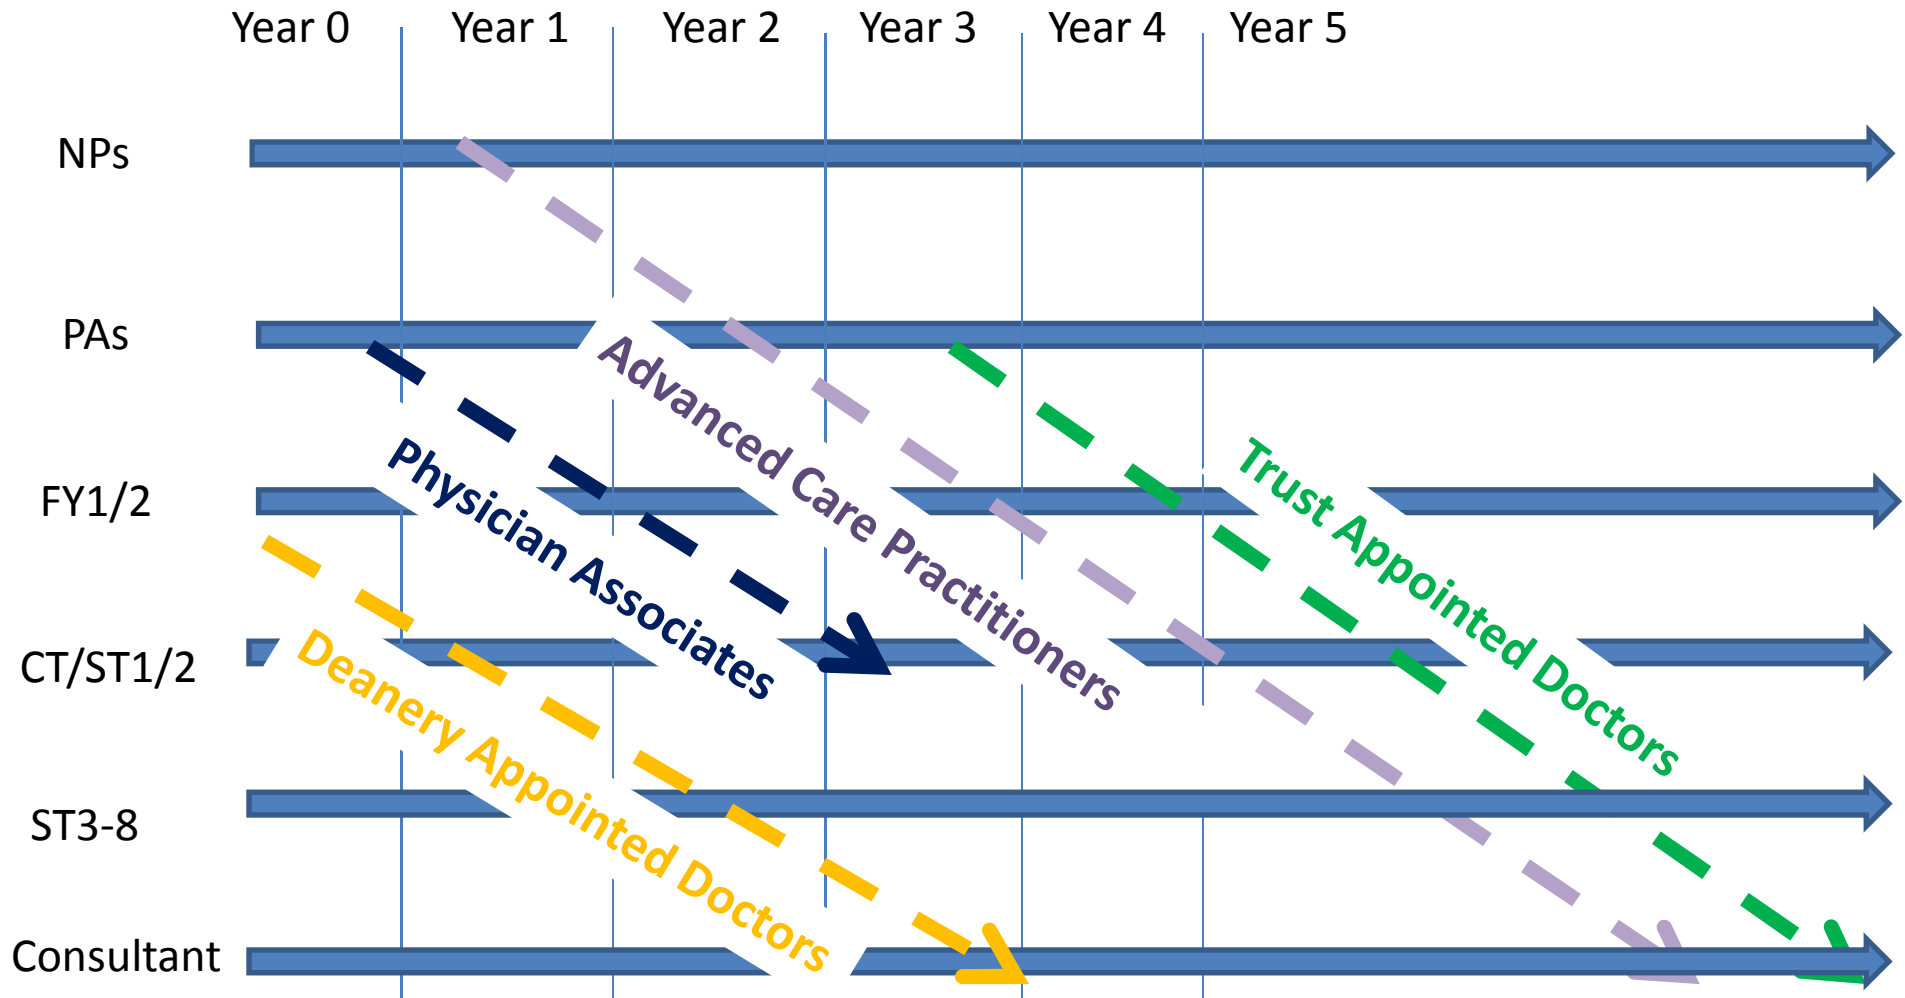 Year 0 Year 1 Year 2 Year 3 Year 4 Year 5
NPs
PAs
FY1/2
CT/ST1/2
ST3-8
Consultant
Deanery Appointed Doctors
Physician Associates
Advanced Care Practitioners
Trust Appointed Doctors